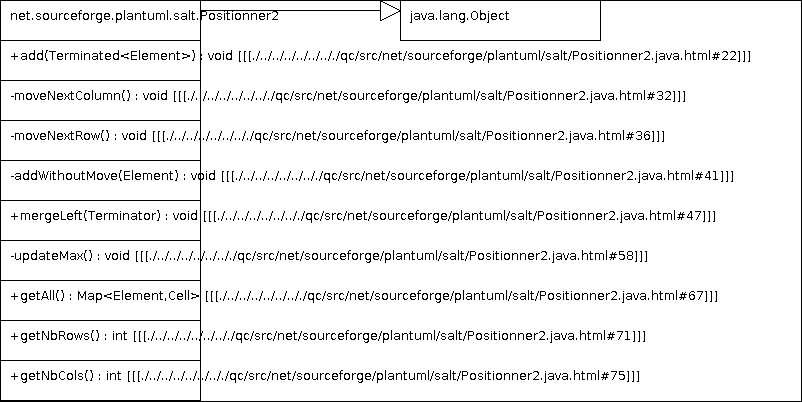 net.sourceforge.plantuml.salt.Positionner2
java.lang.Object
+add(Terminated<Element>) : void [[[./../../../../../../qc/src/net/sourceforge/plantuml/salt/Positionner2.java.html#22]]]
-moveNextColumn() : void [[[./../../../../../../qc/src/net/sourceforge/plantuml/salt/Positionner2.java.html#32]]]
-moveNextRow() : void [[[./../../../../../../qc/src/net/sourceforge/plantuml/salt/Positionner2.java.html#36]]]
-addWithoutMove(Element) : void [[[./../../../../../../qc/src/net/sourceforge/plantuml/salt/Positionner2.java.html#41]]]
+mergeLeft(Terminator) : void [[[./../../../../../../qc/src/net/sourceforge/plantuml/salt/Positionner2.java.html#47]]]
-updateMax() : void [[[./../../../../../../qc/src/net/sourceforge/plantuml/salt/Positionner2.java.html#58]]]
+getAll() : Map<Element,Cell> [[[./../../../../../../qc/src/net/sourceforge/plantuml/salt/Positionner2.java.html#67]]]
+getNbRows() : int [[[./../../../../../../qc/src/net/sourceforge/plantuml/salt/Positionner2.java.html#71]]]
+getNbCols() : int [[[./../../../../../../qc/src/net/sourceforge/plantuml/salt/Positionner2.java.html#75]]]